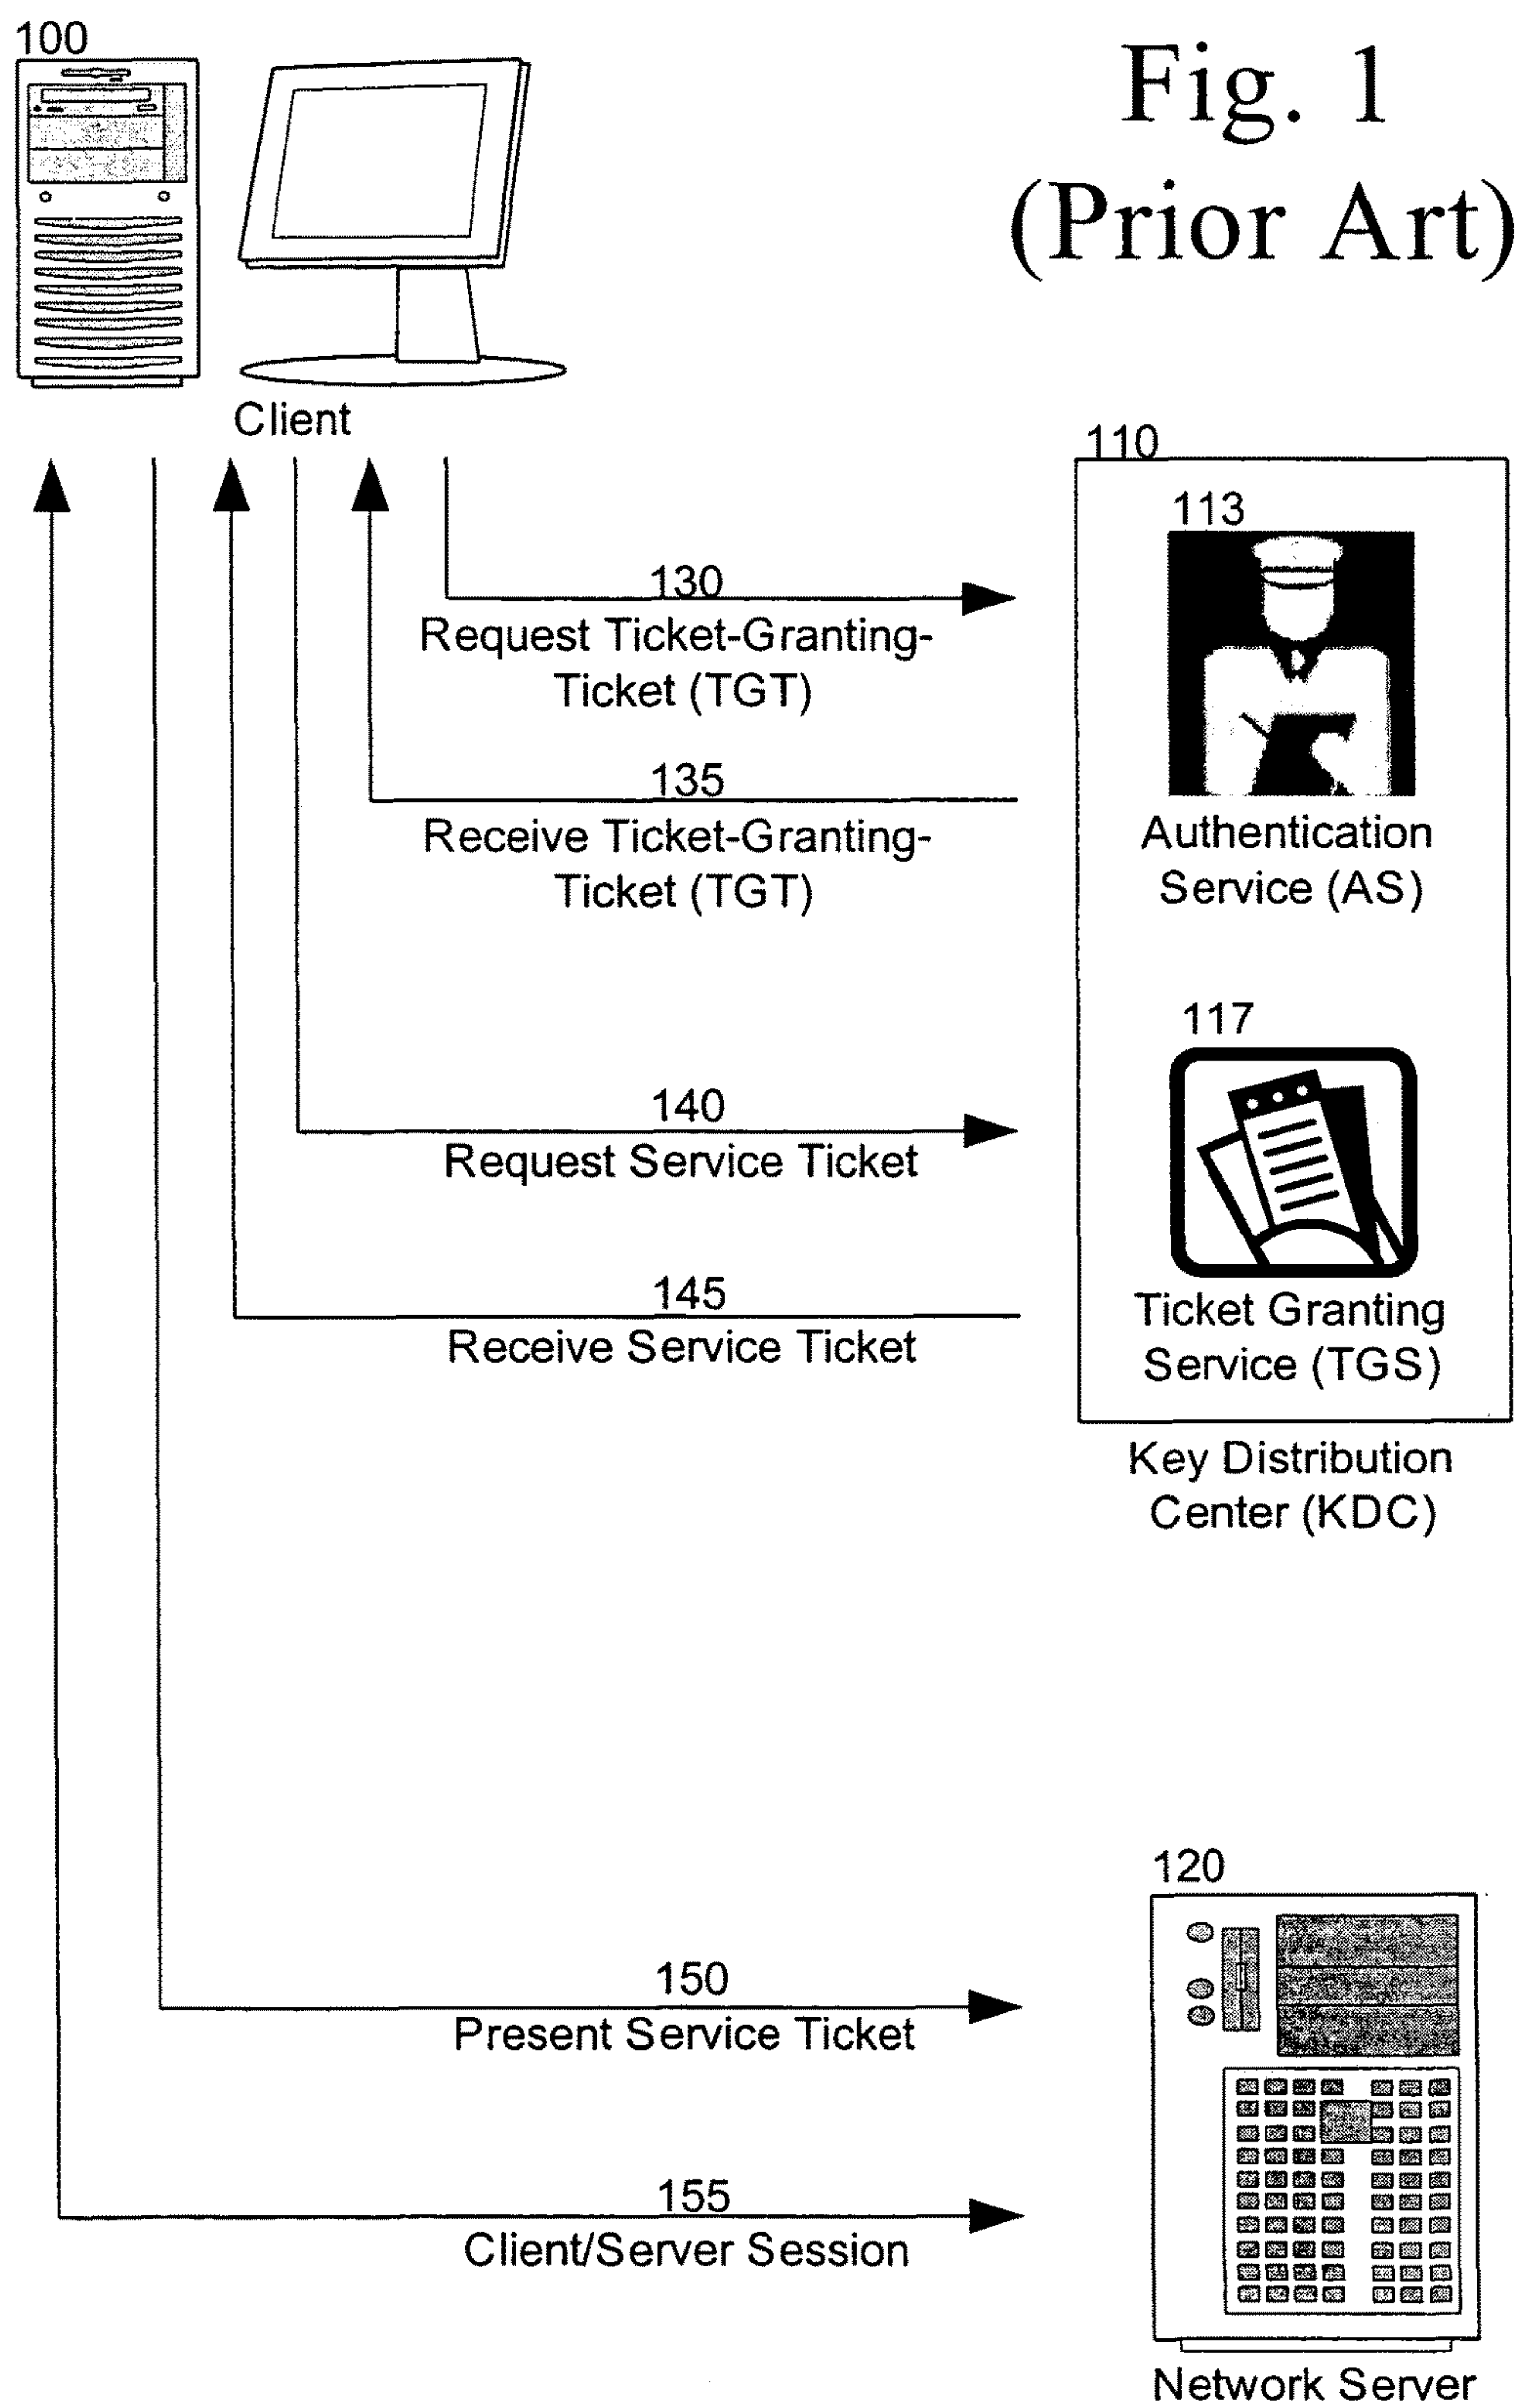 100
Fig. 1
(Prior Art)
Client
110
113
130
Request Ticket-Granting-
Ticket (TGT)
135
Receive Ticket-Granting-
Ticket (TGT)
Authentication
Service (AS)
117
140
Request Service Ticket
145
Receive Service Ticket
Ticket Granting
Service (TGS)
Key Distribution
Center (KDC)
120
150
Present Service Ticket
155
Client/Server Session
Network Server